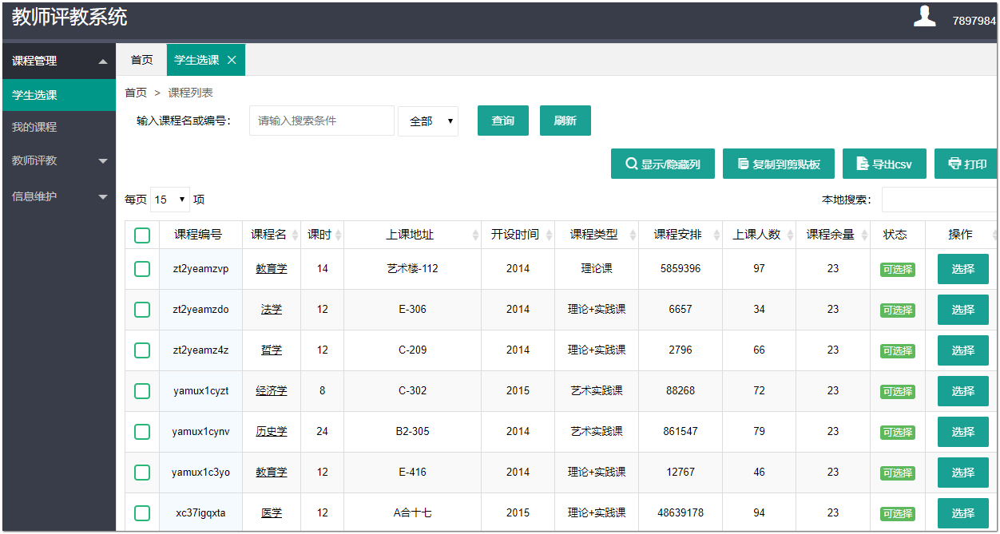 教师评教系统
7897984
课程管理
学生选课
我的课程
教师评教
信息维护
首页 学生选课
首页 > 课程列表
输入课程名或编号： 请输入搜索条件 全部 查询 刷新
显示/隐藏列 复制到剪贴板 导出csv 打印
每页 15 项 本地搜索：
课程编号 课程名 课时 上课地址 开设时间 课程类型 课程安排 上课人数 课程余量 状态 操作
zt2yeamzvp 教育学 14 艺术楼-112 2014 理论课 5859396 97 23 可选择 选择
zt2yeamzdo 法学 12 E-306 2014 理论+实践课 6657 34 23 可选择 选择
zt2yeamz4z 哲学 12 C-209 2014 理论+实践课 2796 66 23 可选择 选择
yamux1cyzt 经济学 8 C-302 2015 艺术实践课 88268 72 23 可选择 选择
yamux1cynv 历史学 24 B2-305 2014 艺术实践课 861547 79 23 可选择 选择
yamux1c3yo 教育学 12 E-416 2014 理论+实践课 12767 46 23 可选择 选择
xc37igqxta 医学 12 A合十七 2015 理论+实践课 48639178 94 23 可选择 选择